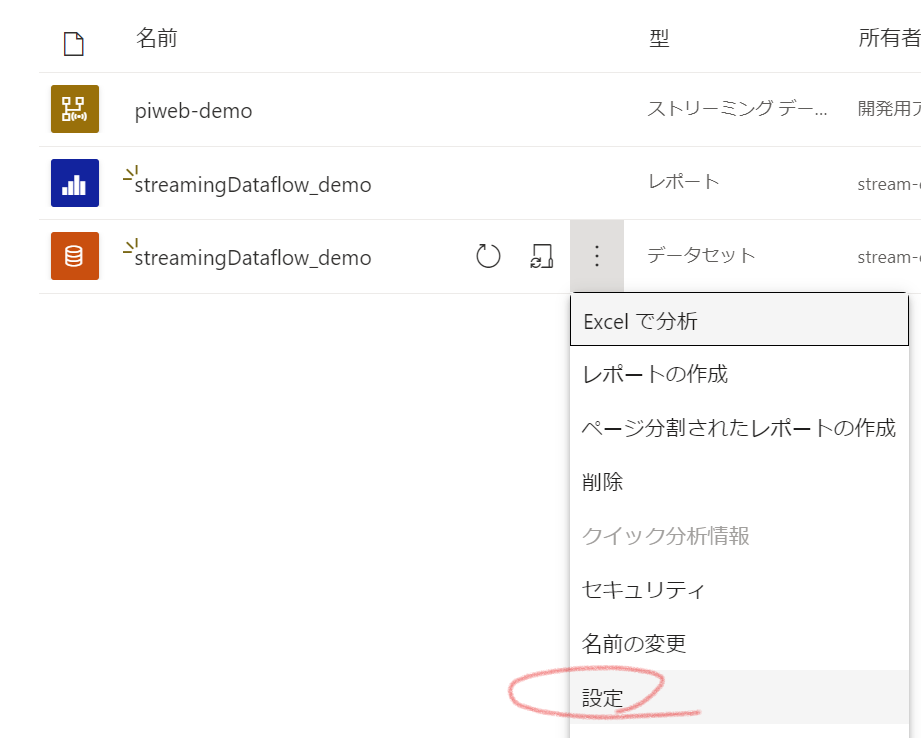 名前 型 所有者
piweb-demo ストリーミング デー... 開発用
streamingDataflow_demo レポート stream-
streamingDataflow_demo データセット stream-
Excel で分析
レポートの作成
ページ分割されたレポートの作成
削除
クイック分析情報
セキュリティ
名前の変更
設定